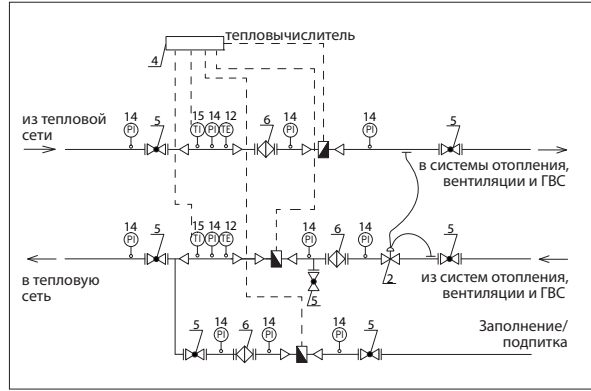 тепловычислитель
4
14 5 15 14 12 6 14 14 5
PI TI PI TE PI PI
из тепловой
сети
в системы отопления,
вентиляции и ГВС
14 5 15 14 12 14 6 14 5
PI TI PI TE PI PI
в тепловую
сеть
5
2
из систем отопления,
вентиляции и ГВС
5 14 6 14 14 5
PI PI PI
Заполнение/
подпитка